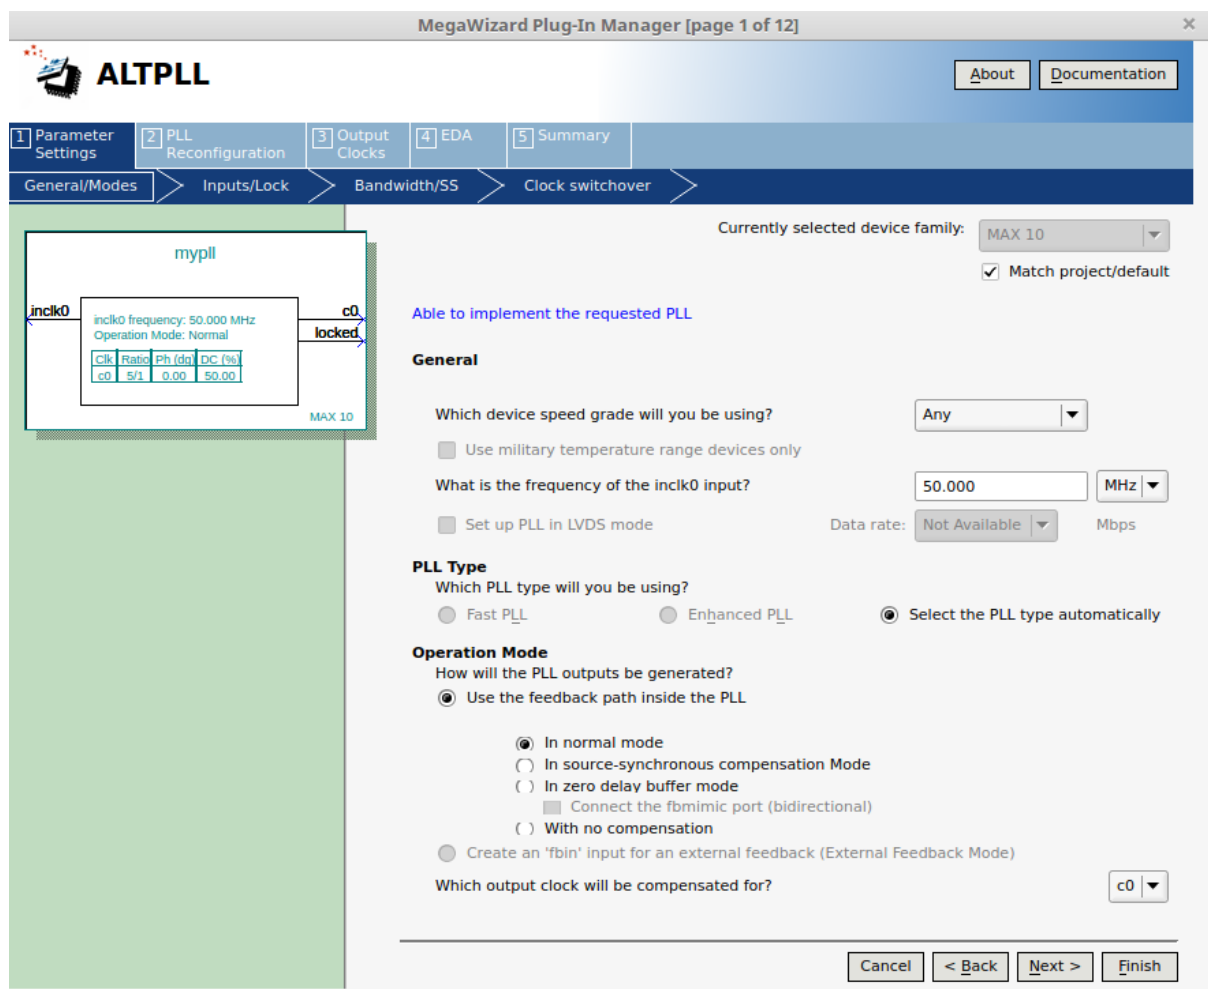 MegaWizard Plug-In Manager [page 1 of 12]
ALTPLL
About
Documentation
1 Parameter Settings
2 PLL Reconfiguration
3 Output Clocks
4 EDA
5 Summary
General/Modes
Inputs/Lock
Bandwidth/SS
Clock switchover
mypll
inclk0
c0
locked
inclk0 frequency: 50.000 MHz
Operation Mode: Normal
Clk Ratio Ph (dg) DC (%)
c0 5/1 0.00 50.00
MAX 10
Currently selected device family: MAX 10
Match project/default
Able to implement the requested PLL
General
Which device speed grade will you be using? Any
Use military temperature range devices only
What is the frequency of the inclk0 input? 50.000 MHz
Set up PLL in LVDS mode Data rate: Not Available Mbps
PLL Type
Which PLL type will you be using?
Fast PLL Enhanced PLL Select the PLL type automatically
Operation Mode
How will the PLL outputs be generated?
Use the feedback path inside the PLL
In normal mode
In source-synchronous compensation Mode
In zero delay buffer mode
Connect the fbmimic port (bidirectional)
With no compensation
Create an 'fbin' input for an external feedback (External Feedback Mode)
Which output clock will be compensated for? c0
Cancel < Back Next > Finish